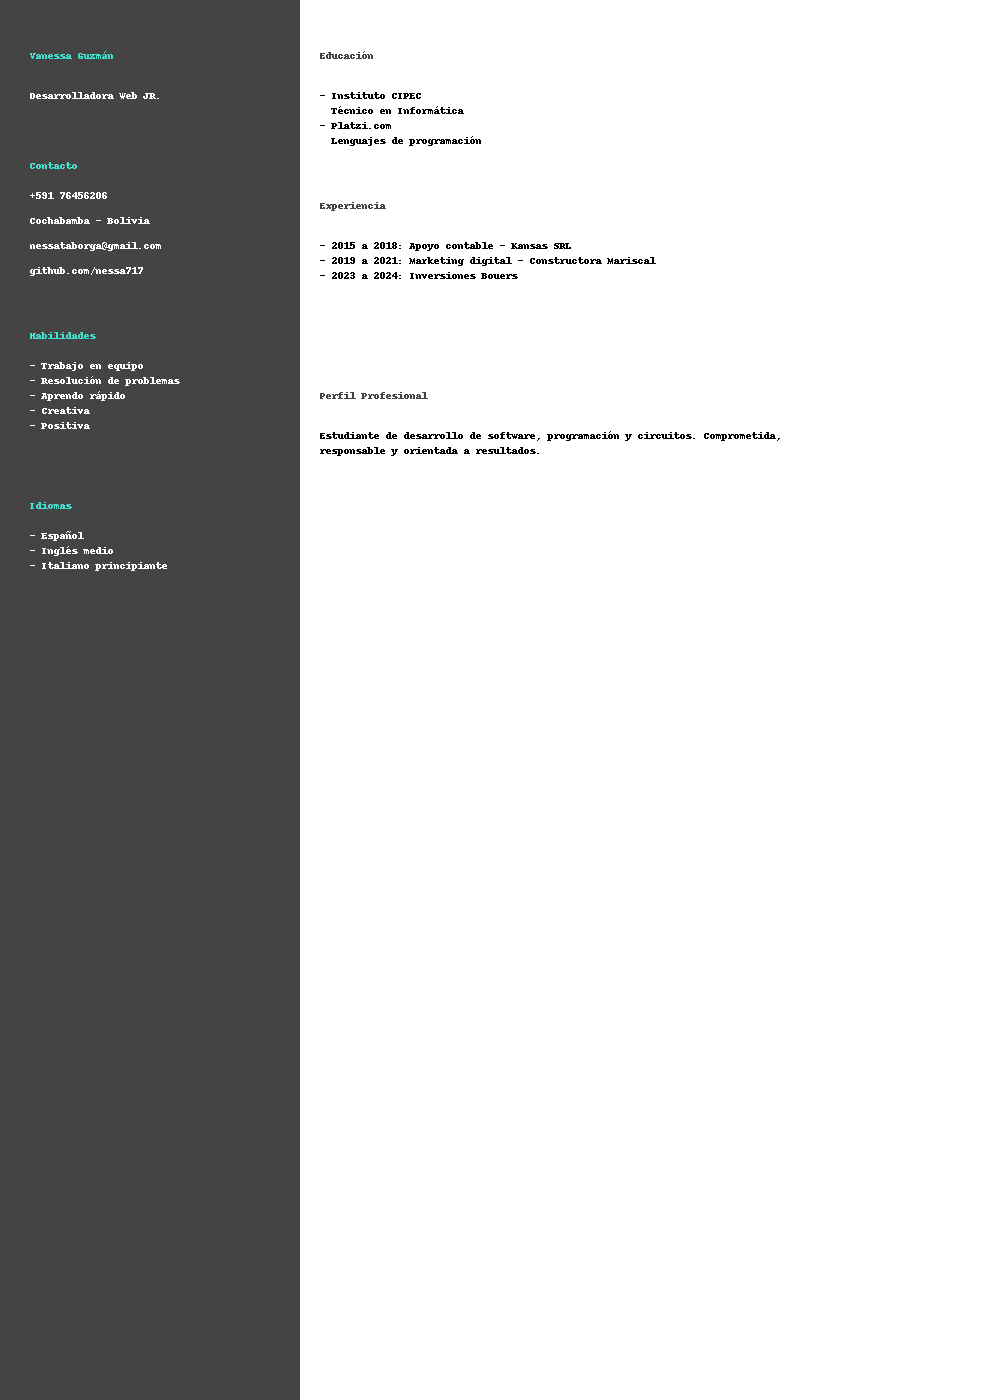 Vanessa Guzmán
Desarrolladora Web JR.
Contacto
+591 76456206
Cochabamba - Bolivia
nessataborga@gmail.com
github.com/nessa717
Habilidades
- Trabajo en equipo
- Resolución de problemas
- Aprendo rápido
- Creativa
- Positiva
Idiomas
- Español
- Inglés medio
- Italiano principiante
Educación
- Instituto CIPEC
Técnico en Informática
- Platzi.com
Lenguajes de programación
Experiencia
- 2015 a 2018: Apoyo contable - Kansas SRL
- 2019 a 2021: Marketing digital - Constructora Mariscal
- 2023 a 2024: Inversiones Bouers
Perfil Profesional
Estudiante de desarrollo de software, programación y circuitos. Comprometida,
responsable y orientada a resultados.